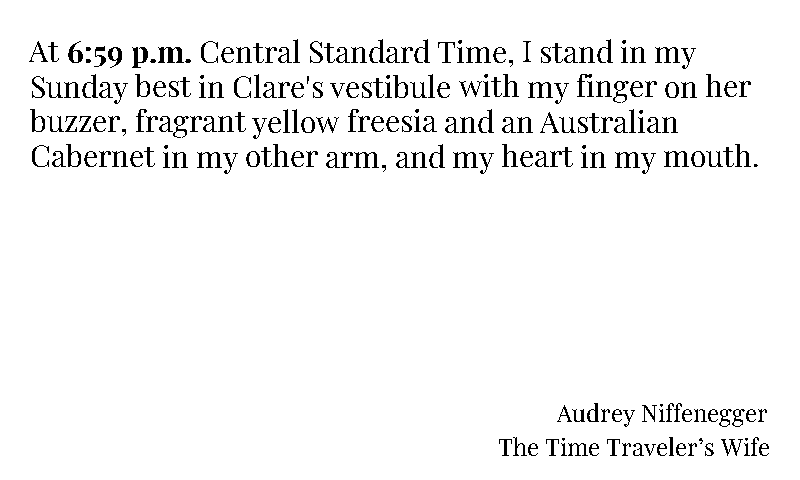 At 6:59 p.m. Central Standard Time, I stand in my
Sunday best in Clare's vestibule with my finger on her
buzzer, fragrant yellow freesia and an Australian
Cabernet in my other arm, and my heart in my mouth.
Audrey Niffenegger
The Time Traveler’s Wife